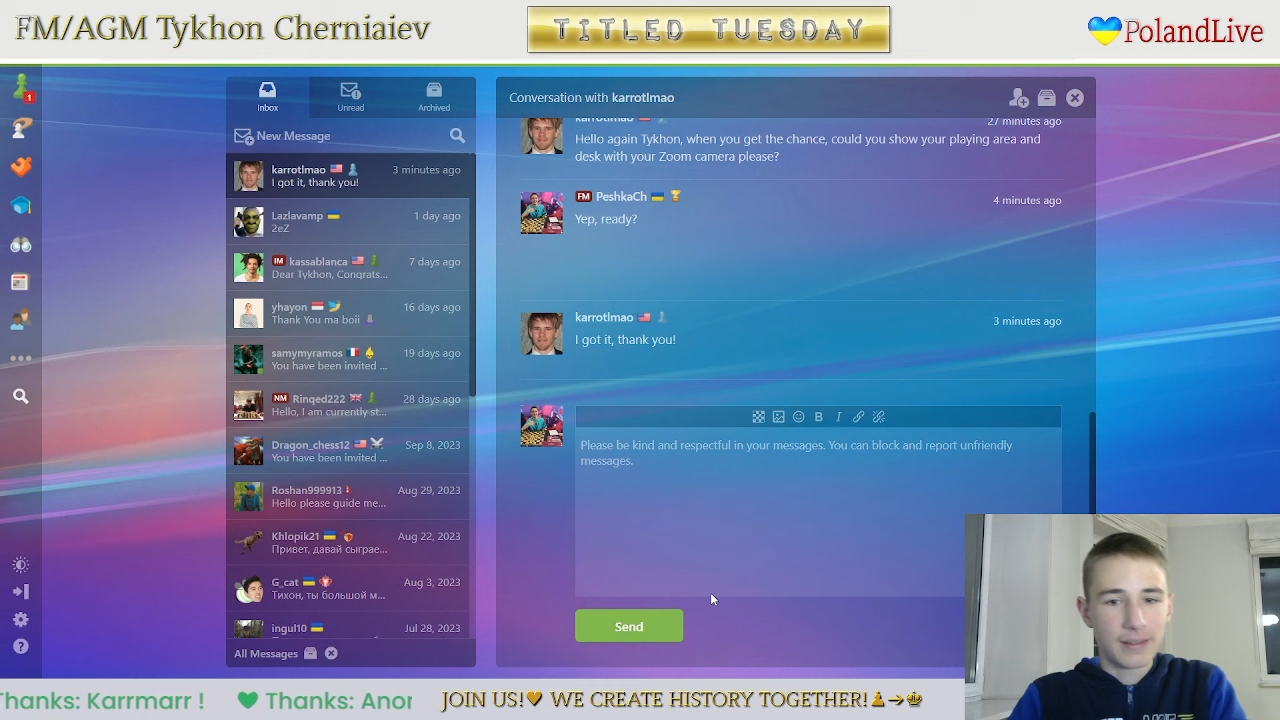 FM/AGM Tykhon Cherniaiev
TITLED TUESDAY
PolandLive
1
Inbox
Unread
Archived
New Message
karrotlmao 3 minutes ago
I got it, thank you!
Lazlavamp 1 day ago
2eZ
IM kassablanca 7 days ago
Dear Tykhon, Congrats...
yhayon 16 days ago
Thank You ma boii
samymyramos 19 days ago
You have been invited ...
NM Rinqed222 28 days ago
Hello, I am currently st...
Dragon_chess12 Sep 8, 2023
You have been invited ...
Roshan999913 Aug 29, 2023
Hello please guide me...
Khlopik21 Aug 22, 2023
Привет, давай сыграе...
G_cat Aug 3, 2023
Тихон, ты большой м...
ingul10 Jul 28, 2023
All Messages
Conversation with karrotlmao
karrotlmao 27 minutes ago
Hello again Tykhon, when you get the chance, could you show your playing area and
desk with your Zoom camera please?
FM PeshkaCh 4 minutes ago
Yep, ready?
karrotlmao 3 minutes ago
I got it, thank you!
B I
Please be kind and respectful in your messages. You can block and report unfriendly
messages.
Send
Thanks: Karrmarr ! Thanks: Anor
JOIN US! WE CREATE HISTORY TOGETHER!